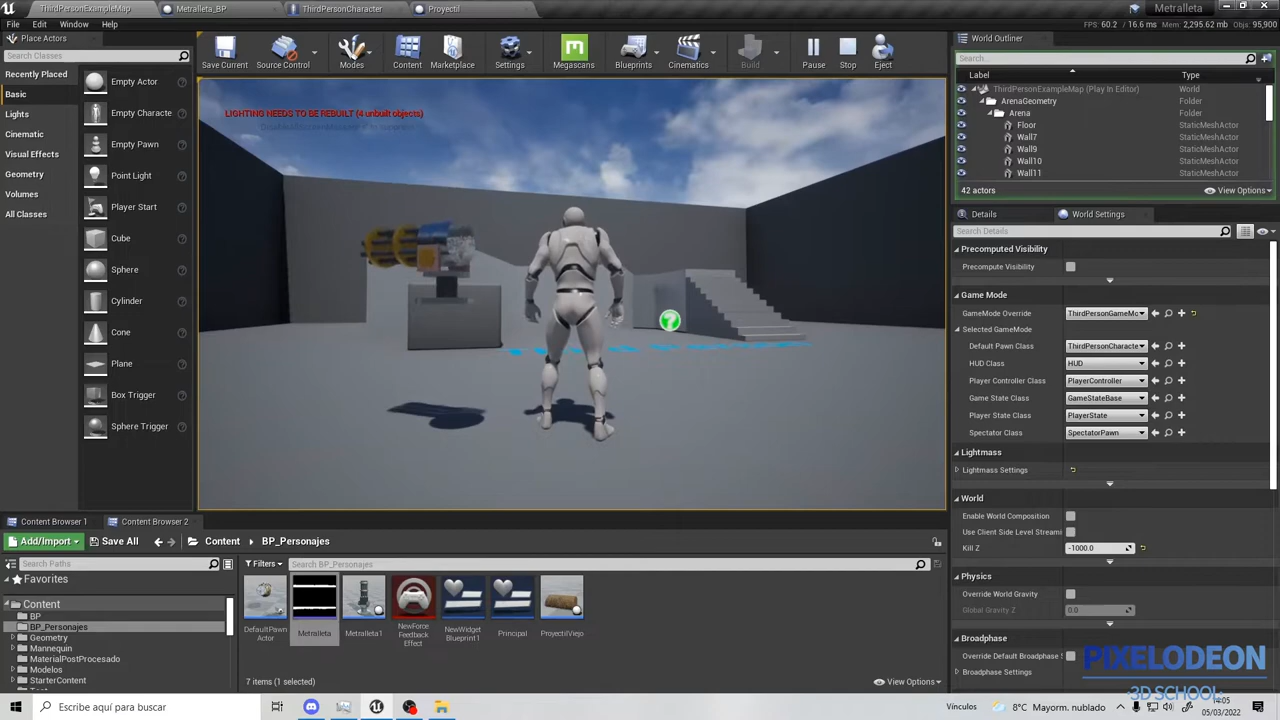 ThirdPersonExampleMap
Metralleta_BP
ThirdPersonCharacter
Proyectil
Metralleta
File
Edit
Window
Help
FPS: 60.2 / 16.6 ms
Mem: 2,295.62 mb
Objs: 95,900
Place Actors
Search Classes
Recently Placed
Basic
Lights
Cinematic
Visual Effects
Geometry
Volumes
All Classes
Empty Actor
Empty Characte
Empty Pawn
Point Light
Player Start
Cube
Sphere
Cylinder
Cone
Plane
Box Trigger
Sphere Trigger
Save Current
Source Control
Modes
Content
Marketplace
Settings
Megascans
Blueprints
Cinematics
Build
Pause
Stop
Eject
LIGHTING NEEDS TO BE REBUILT (4 unbuilt objects)
World Outliner
Search...
Label
Type
ThirdPersonExampleMap (Play In Editor)
World
ArenaGeometry
Folder
Arena
Folder
Floor
StaticMeshActor
Wall7
StaticMeshActor
Wall9
StaticMeshActor
Wall10
StaticMeshActor
Wall11
StaticMeshActor
42 actors
View Options
Details
World Settings
Search Details
Precomputed Visibility
Precompute Visibility
Game Mode
GameMode Override
ThirdPersonGameMc
Selected GameMode
Default Pawn Class
ThirdPersonCharacte
HUD Class
HUD
Player Controller Class
PlayerController
Game State Class
GameStateBase
Player State Class
PlayerState
Spectator Class
SpectatorPawn
Lightmass
Lightmass Settings
World
Enable World Composition
Use Client Side Level Streami
Kill Z
-1000.0
Physics
Override World Gravity
Global Gravity Z
0.0
Broadphase
Override Default Broadphase S
Broadphase Settings
Content Browser 1
Content Browser 2
Add/Import
Save All
Content
BP_Personajes
Search Paths
Filters
Search BP_Personajes
Favorites
Content
BP
BP_Personajes
Geometry
Mannequin
MaterialPostProcesado
Modelos
StarterContent
DefaultPawn
Actor
Metralleta
Metralleta1
NewForce
Feedback
Effect
NewWidget
Blueprint1
Principal
ProyectilViejo
7 items (1 selected)
View Options
PIXELODEON
3D SCHOOL
Escribe aquí para buscar
Vínculos
8°C Mayorm. nublado
14:05
05/03/2022